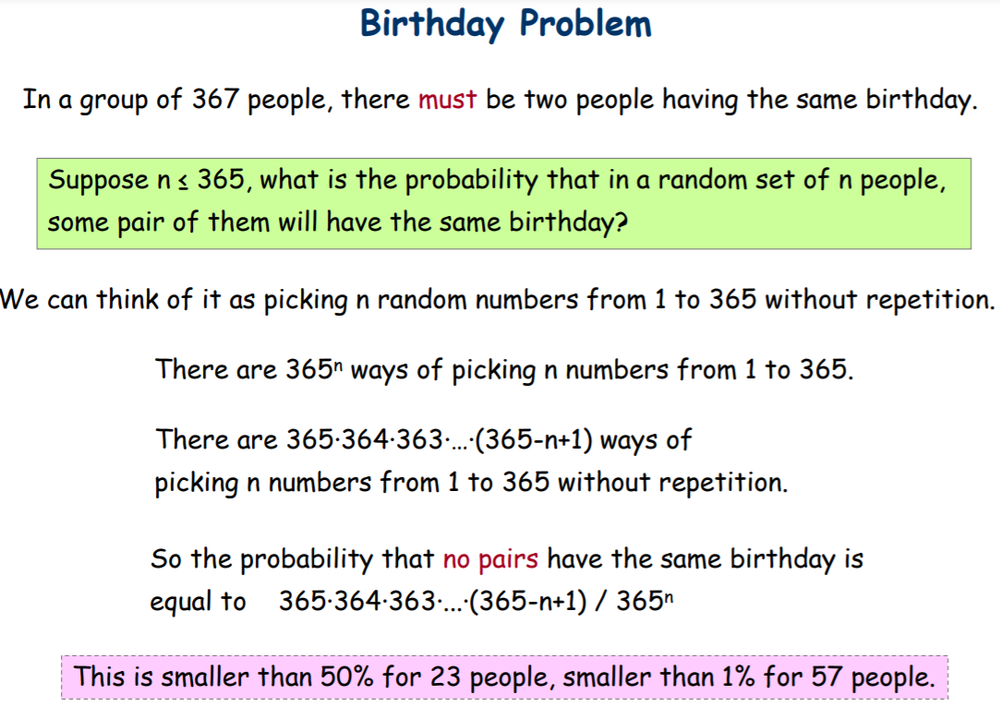 Birthday Problem
In a group of 367 people, there must be two people having the same birthday.
Suppose n ≤ 365, what is the probability that in a random set of n people,
some pair of them will have the same birthday?
We can think of it as picking n random numbers from 1 to 365 without repetition.
There are 365ⁿ ways of picking n numbers from 1 to 365.
There are 365·364·363·…·(365-n+1) ways of
picking n numbers from 1 to 365 without repetition.
So the probability that no pairs have the same birthday is
equal to 365·364·363·…·(365-n+1) / 365ⁿ
This is smaller than 50% for 23 people, smaller than 1% for 57 people.